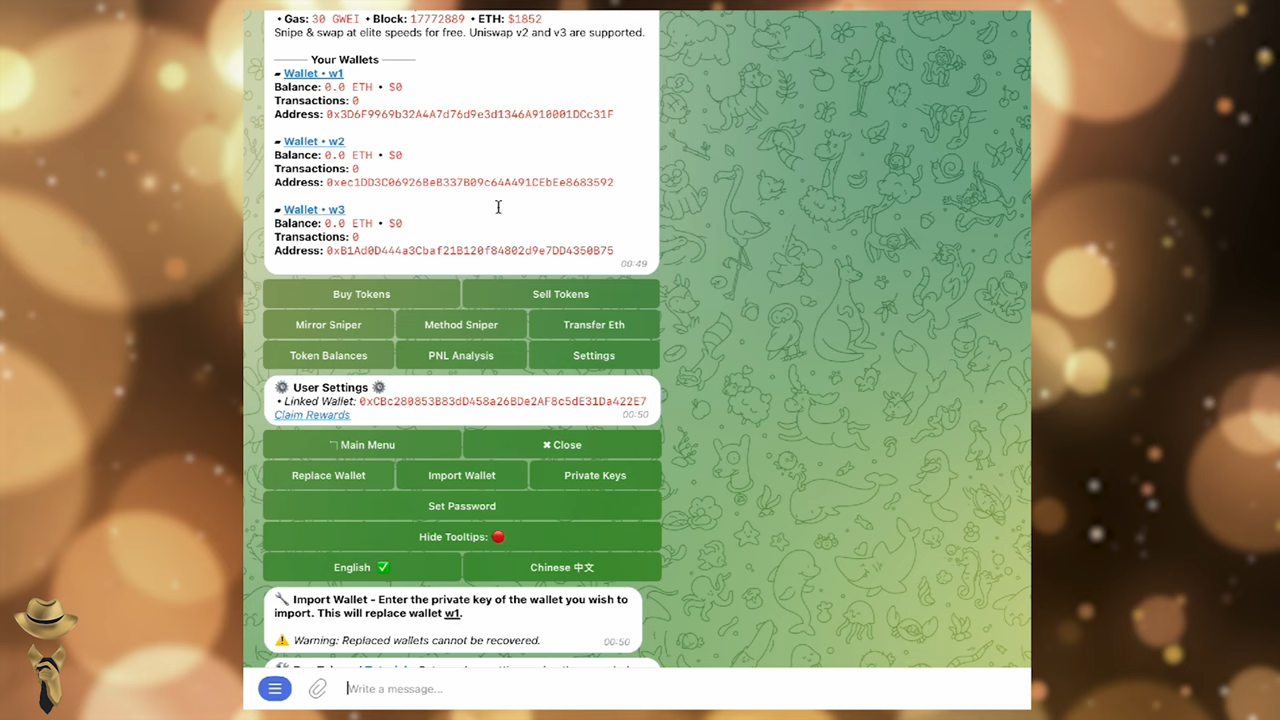 • Gas: 30 GWEI • Block: 17772889 • ETH: $1852
Snipe & swap at elite speeds for free. Uniswap v2 and v3 are supported.
Your Wallets
Wallet • w1
Balance: 0.0 ETH • $0
Transactions: 0
Address: 0x3D6F9969b32A4A7d76d9e3d1346A910001DCc31F
Wallet • w2
Balance: 0.0 ETH • $0
Transactions: 0
Address: 0xec1DD3C06926BeB337B09c64A491CEbEe8683592
Wallet • w3
Balance: 0.0 ETH • $0
Transactions: 0
Address: 0xB1Ad0D444a3Cbaf21B120f84802d9e7DD4350B75
00:49
Buy Tokens Sell Tokens
Mirror Sniper Method Sniper Transfer Eth
Token Balances PNL Analysis Settings
User Settings
• Linked Wallet: 0xCBc280853B83dD458a26BDe2AF8c5dE31Da422E7
Claim Rewards 00:50
Main Menu ✖ Close
Replace Wallet Import Wallet Private Keys
Set Password
Hide Tooltips:
English ✅ Chinese 中文
Import Wallet - Enter the private key of the wallet you wish to
import. This will replace wallet w1.
⚠️ Warning: Replaced wallets cannot be recovered. 00:50
Write a message...